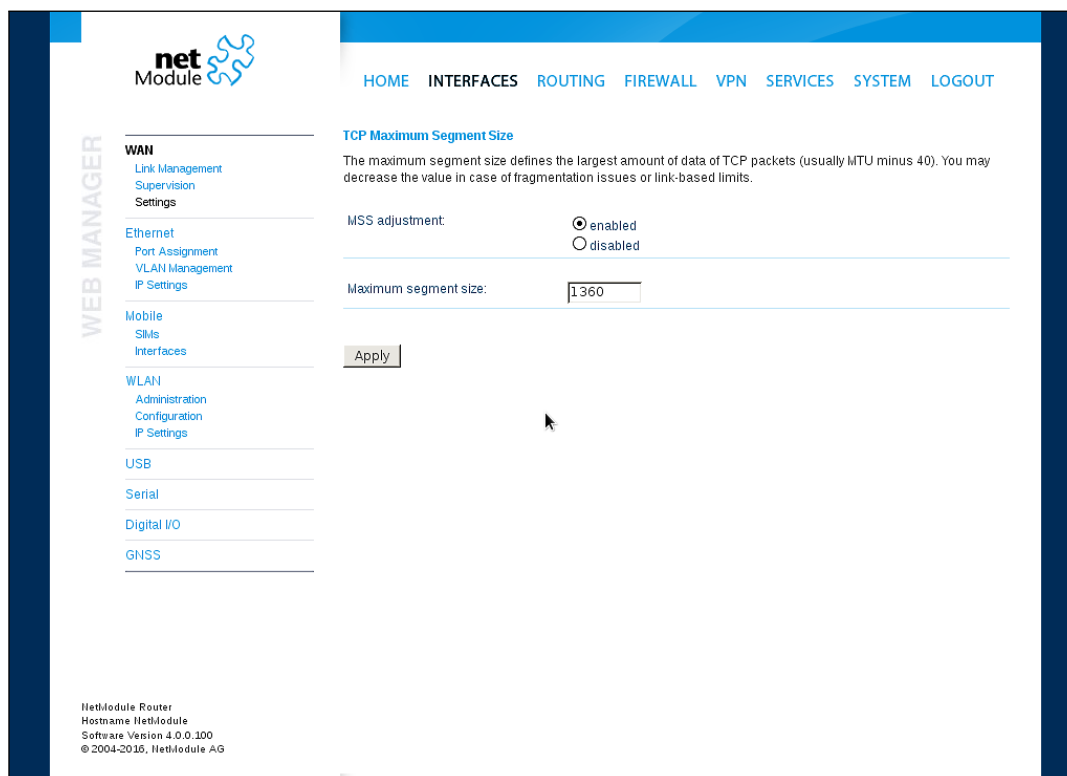 net
Module
HOME INTERFACES ROUTING FIREWALL VPN SERVICES SYSTEM LOGOUT
WEB MANAGER
WAN
Link Management
Supervision
Settings
Ethernet
Port Assignment
VLAN Management
IP Settings
Mobile
SIMs
Interfaces
WLAN
Administration
Configuration
IP Settings
USB
Serial
Digital I/O
GNSS
TCP Maximum Segment Size
The maximum segment size defines the largest amount of data of TCP packets (usually MTU minus 40). You may
decrease the value in case of fragmentation issues or link-based limits.
MSS adjustment:
enabled
disabled
Maximum segment size: 1360
Apply
NetModule Router
Hostname NetModule
Software Version 4.0.0.100
© 2004-2016, NetModule AG